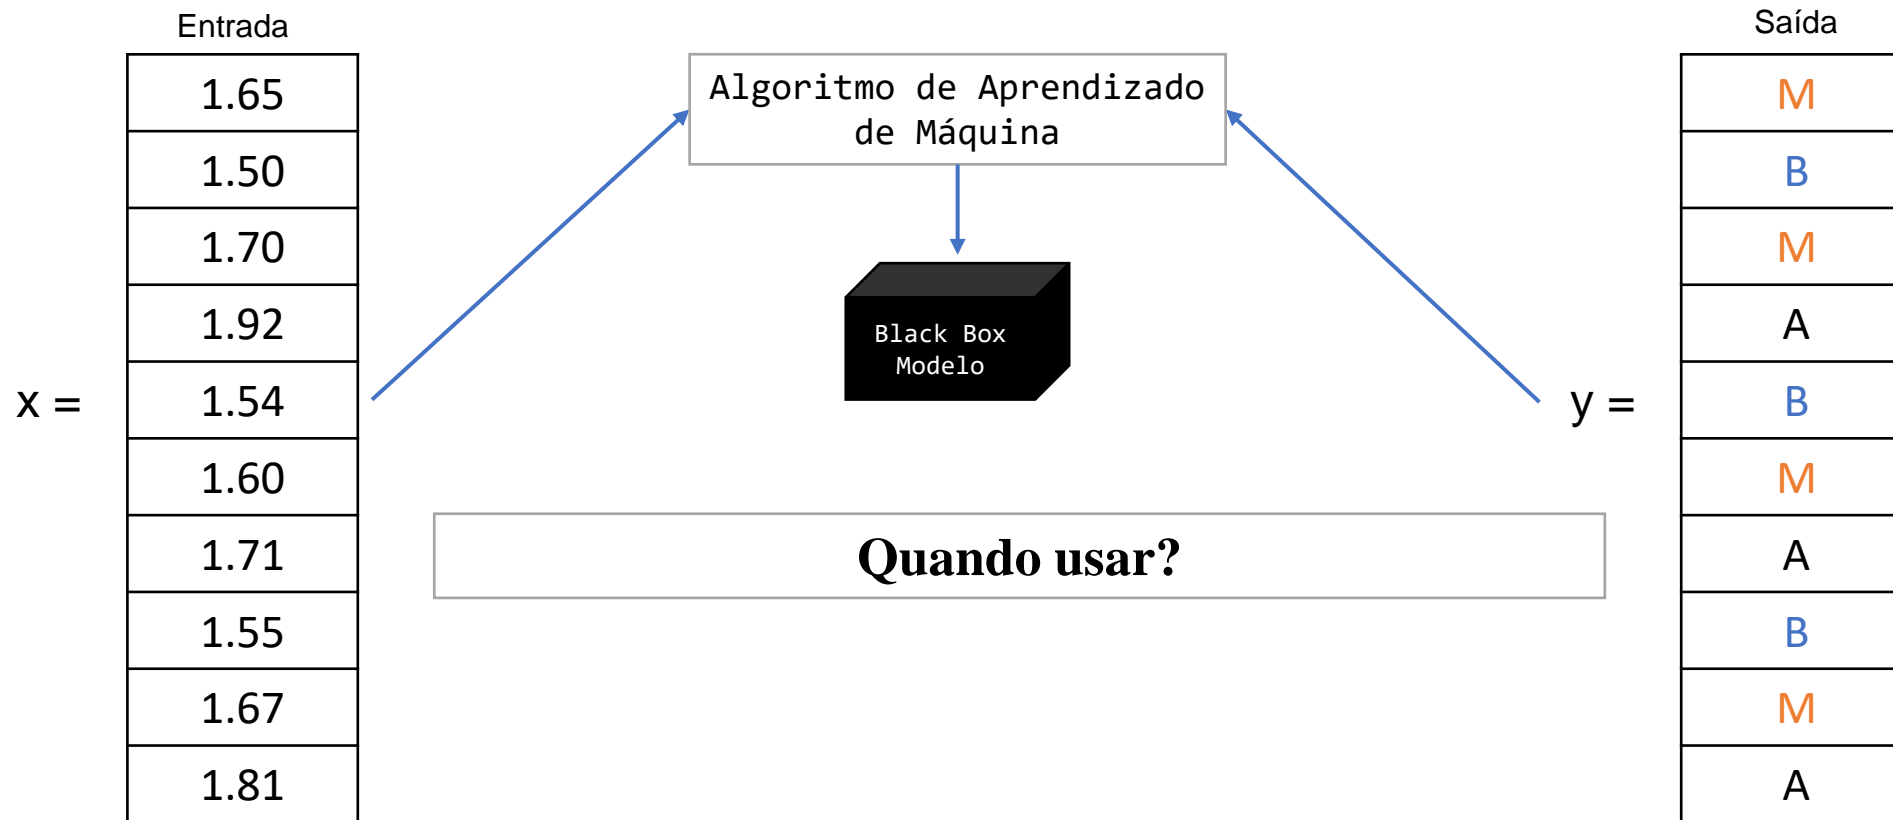 Entrada
Saída
1.65
1.50
1.70
1.92
1.54
1.60
1.71
1.55
1.67
1.81
x =
Algoritmo de Aprendizado
de Máquina
Black Box
Modelo
Quando usar?
y =
M
B
M
A
B
M
A
B
M
A